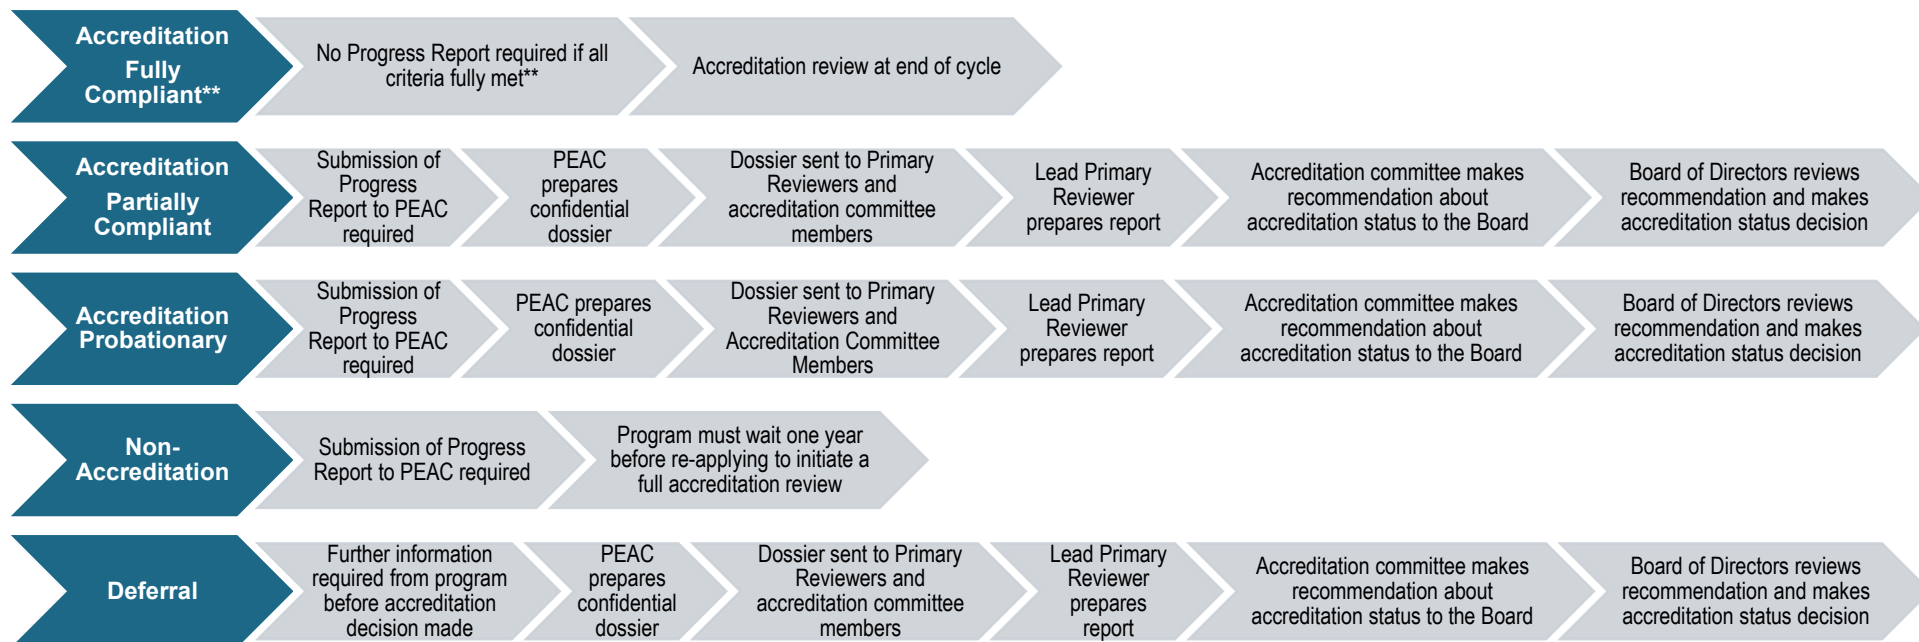 Accreditation
Fully
Compliant**
No Progress Report required if all
criteria fully met**
Accreditation review at end of cycle
Accreditation
Partially
Compliant
Submission of
Progress
Report to PEAC
required
PEAC
prepares
confidential
dossier
Dossier sent to Primary
Reviewers and
accreditation committee
members
Lead Primary
Reviewer
prepares report
Accreditation committee makes
recommendation about
accreditation status to the Board
Board of Directors reviews
recommendation and makes
accreditation status decision
Accreditation
Probationary
Submission of
Progress
Report to PEAC
required
PEAC prepares
confidential
dossier
Dossier sent to Primary
Reviewers and
Accreditation Committee
Members
Lead Primary
Reviewer
prepares report
Accreditation committee makes
recommendation about
accreditation status to the Board
Board of Directors reviews
recommendation and makes
accreditation status decision
Non-
Accreditation
Submission of Progress
Report to PEAC required
Program must wait one year
before re-applying to initiate a
full accreditation review
Deferral
Further information
required from program
before accreditation
decision made
PEAC
prepares
confidential
dossier
Dossier sent to Primary
Reviewers and
accreditation committee
members
Lead Primary
Reviewer
prepares
report
Accreditation committee makes
recommendation about
accreditation status to the Board
Board of Directors reviews
recommendation and makes
accreditation status decision